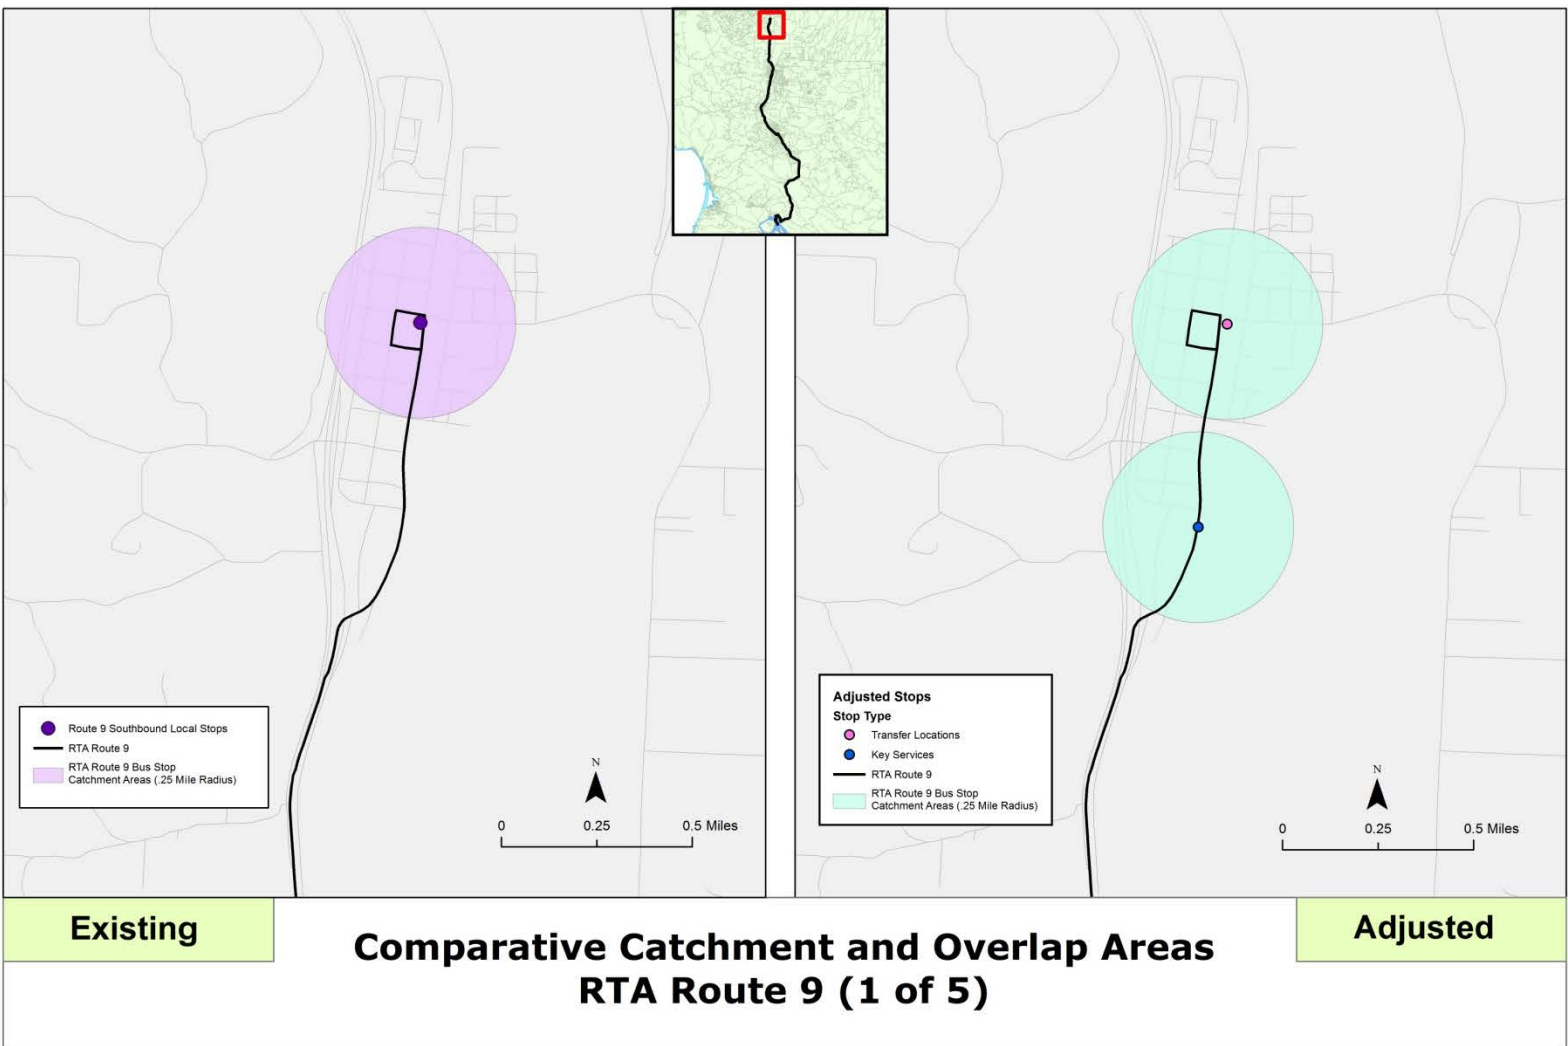 Route 9 Southbound Local Stops
RTA Route 9
RTA Route 9 Bus Stop
Catchment Areas (.25 Mile Radius)
N
0 0.25 0.5 Miles
Adjusted Stops
Stop Type
Transfer Locations
Key Services
RTA Route 9
RTA Route 9 Bus Stop
Catchment Areas (.25 Mile Radius)
N
0 0.25 0.5 Miles
Existing
Comparative Catchment and Overlap Areas
RTA Route 9 (1 of 5)
Adjusted